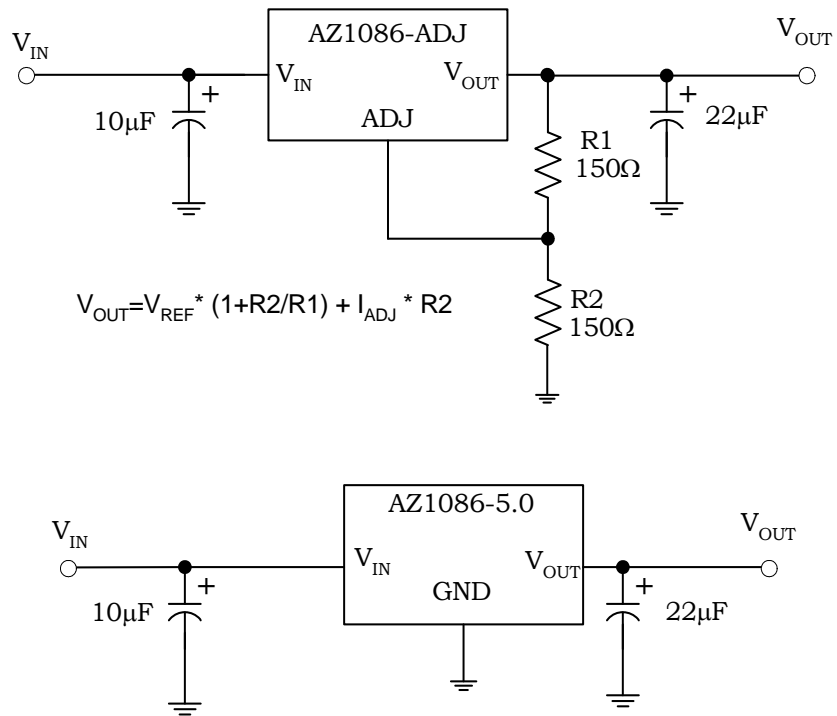 AZ1086-ADJ
V_IN
V_OUT
V_IN
V_OUT
+
10μF
ADJ
+
22μF
R1
150Ω
V_OUT=V_REF* (1+R2/R1) + I_ADJ * R2
R2
150Ω
AZ1086-5.0
V_IN
V_OUT
V_IN
V_OUT
+
10μF
GND
+
22μF